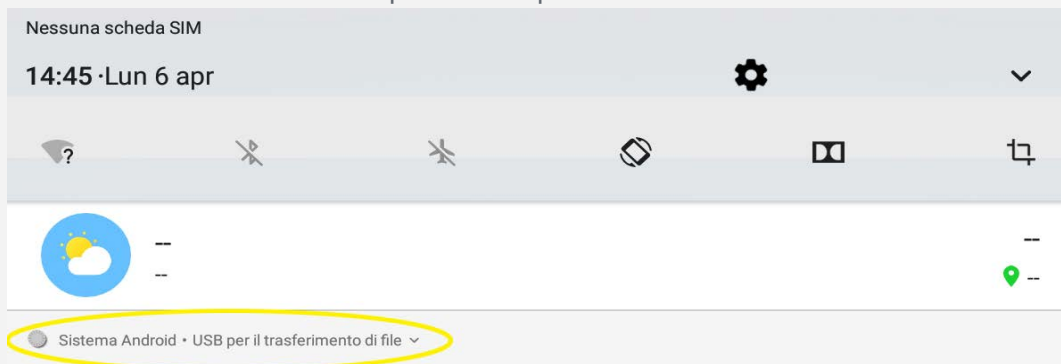 Nessuna scheda SIM
14:45 · Lun 6 apr
?
--
--
--
--
Sistema Android • USB per il trasferimento di file